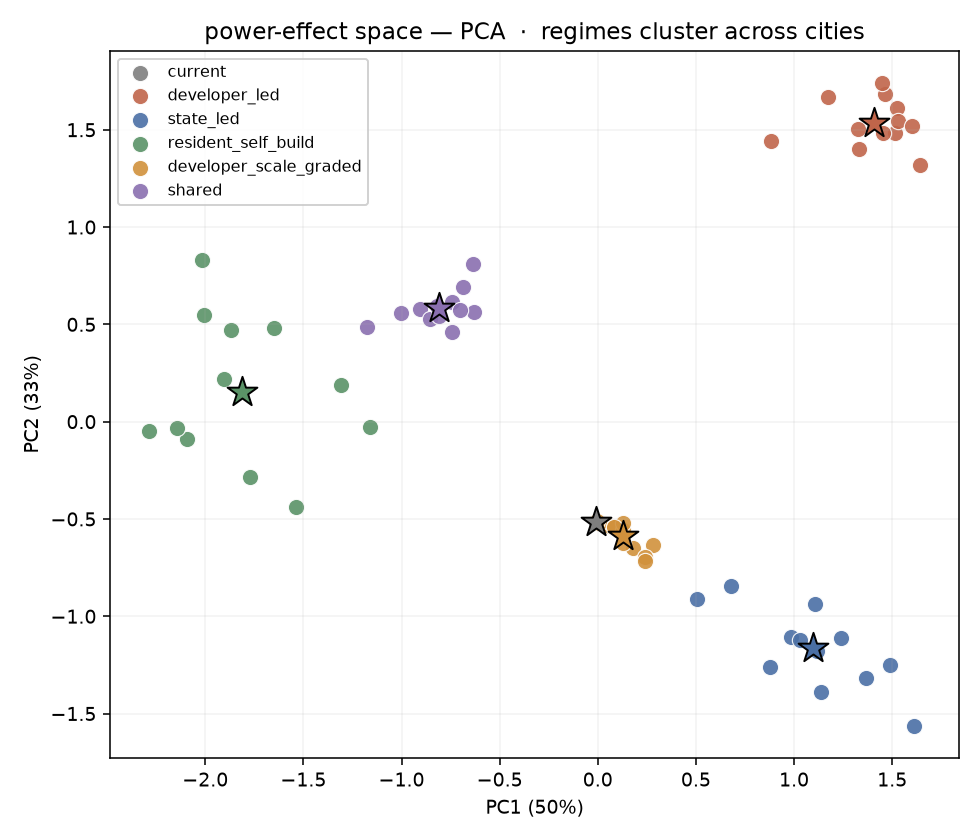 power-effect space — PCA  ·  regimes cluster across cities
current
developer_led
state_led
resident_self_build
developer_scale_graded
shared
1.5
1.0
0.5
0.0
−0.5
−1.0
−1.5
PC2 (33%)
−2.0 −1.5 −1.0 −0.5 0.0 0.5 1.0 1.5
PC1 (50%)